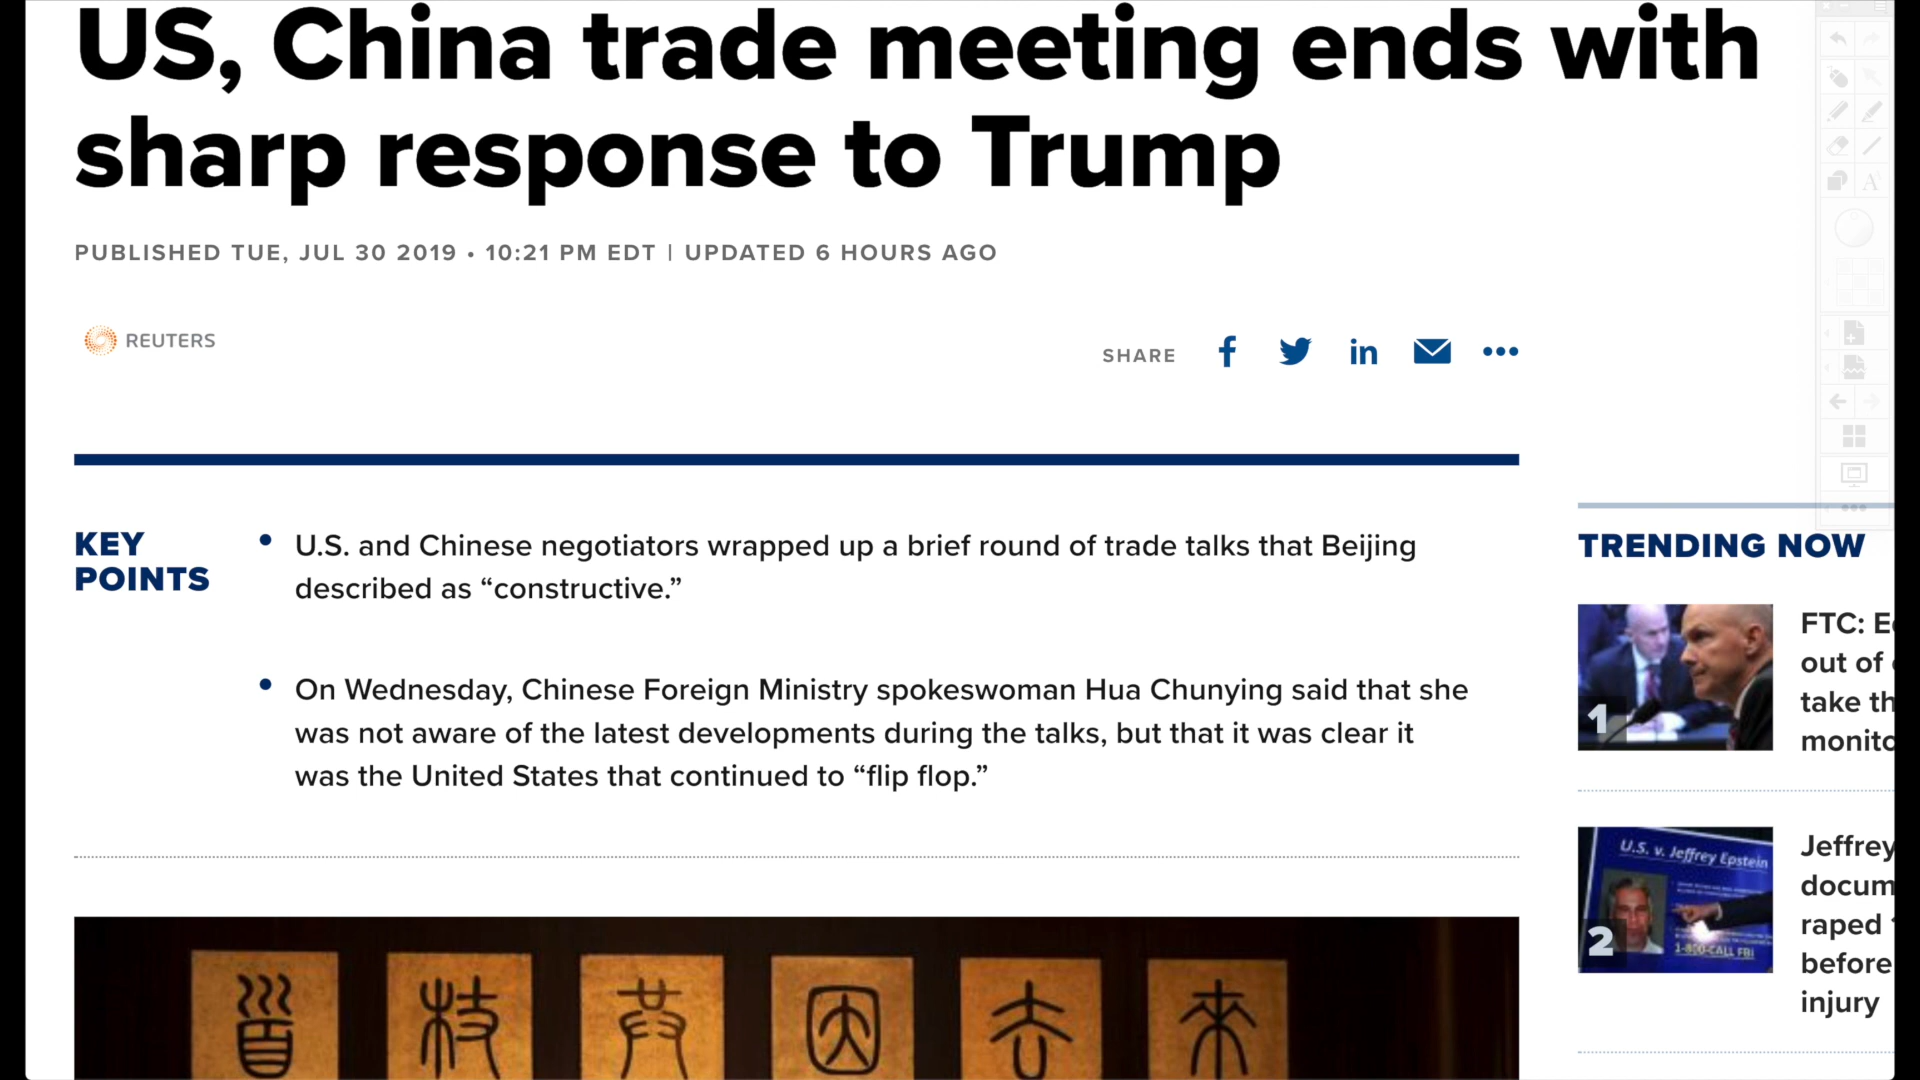 US, China trade meeting ends with
sharp response to Trump
PUBLISHED TUE, JUL 30 2019 • 10:21 PM EDT | UPDATED 6 HOURS AGO
REUTERS
SHARE
KEY
POINTS
• U.S. and Chinese negotiators wrapped up a brief round of trade talks that Beijing
described as “constructive.”
• On Wednesday, Chinese Foreign Ministry spokeswoman Hua Chunying said that she
was not aware of the latest developments during the talks, but that it was clear it
was the United States that continued to “flip flop.”
TRENDING NOW
1
FTC:
out of
monito
2
U.S. v. Jeffrey Epstein
1-800-CALL FBI
Jeffrey
docum
raped
before
injury
枝
因
去
來